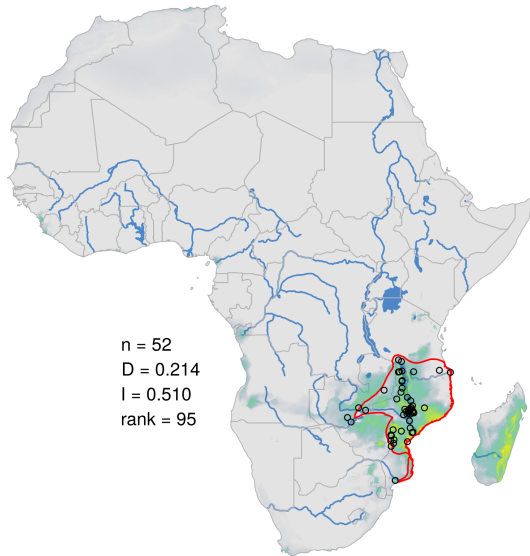 n = 52
D = 0.214
I = 0.510
rank = 95